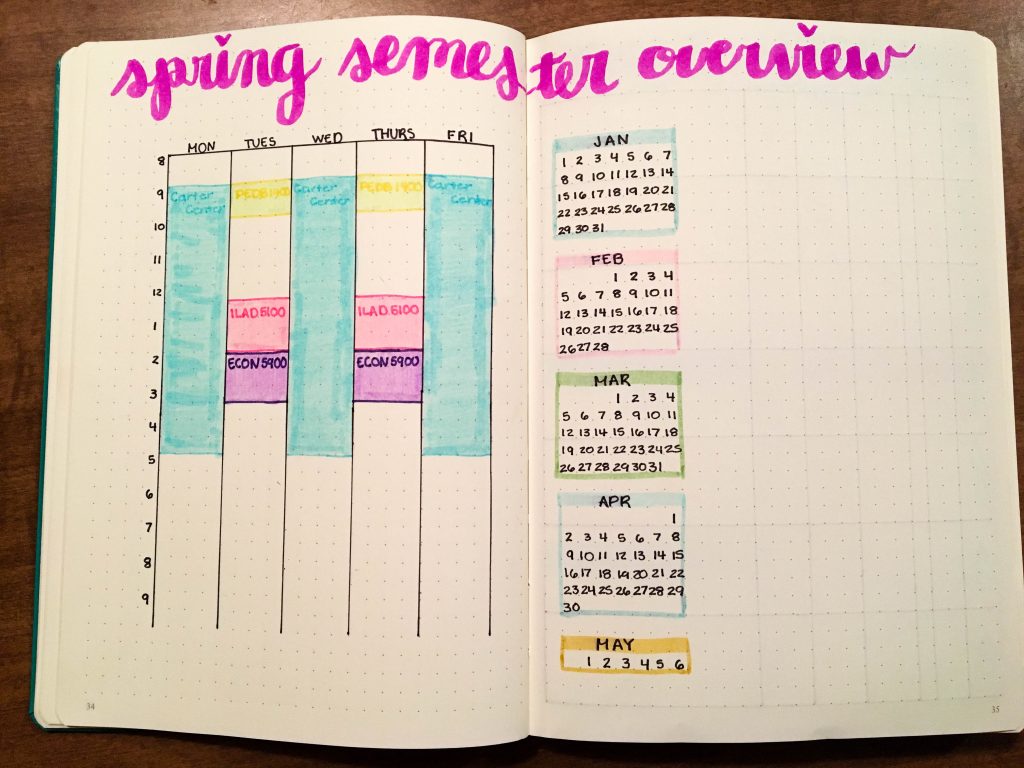 spring semester overview
MON TUES WED THURS FRI
8
9
Carter Center
PEDB 1900
Carter Center
PEDB 1900
Carter Center
10
11
12
ILAD 5100 ILAD 5100
1
2
ECON 5900 ECON 5900
3
4
5
6
7
8
9
34
JAN
1 2 3 4 5 6 7
8 9 10 11 12 13 14
15 16 17 18 19 20 21
22 23 24 25 26 27 28
29 30 31
FEB
1 2 3 4
5 6 7 8 9 10 11
12 13 14 15 16 17 18
19 20 21 22 23 24 25
26 27 28
MAR
1 2 3 4
5 6 7 8 9 10 11
12 13 14 15 16 17 18
19 20 21 22 23 24 25
26 27 28 29 30 31
APR
1
2 3 4 5 6 7 8
9 10 11 12 13 14 15
16 17 18 19 20 21 22
23 24 25 26 27 28 29
30
MAY
1 2 3 4 5 6
35